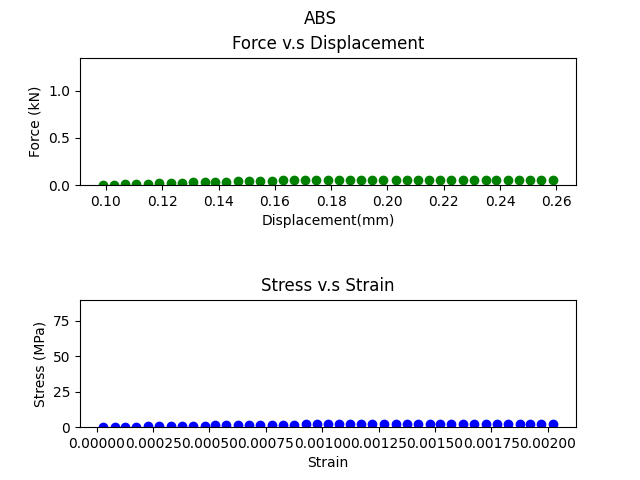 ABS
Force v.s Displacement
1.0
0.5
0.0
Force (kN)
0.10 0.12 0.14 0.16 0.18 0.20 0.22 0.24 0.26
Displacement(mm)
Stress v.s Strain
75
50
25
0
Stress (MPa)
0.00000 0.00025 0.00050 0.00075 0.00100 0.00125 0.00150 0.00175 0.00200
Strain